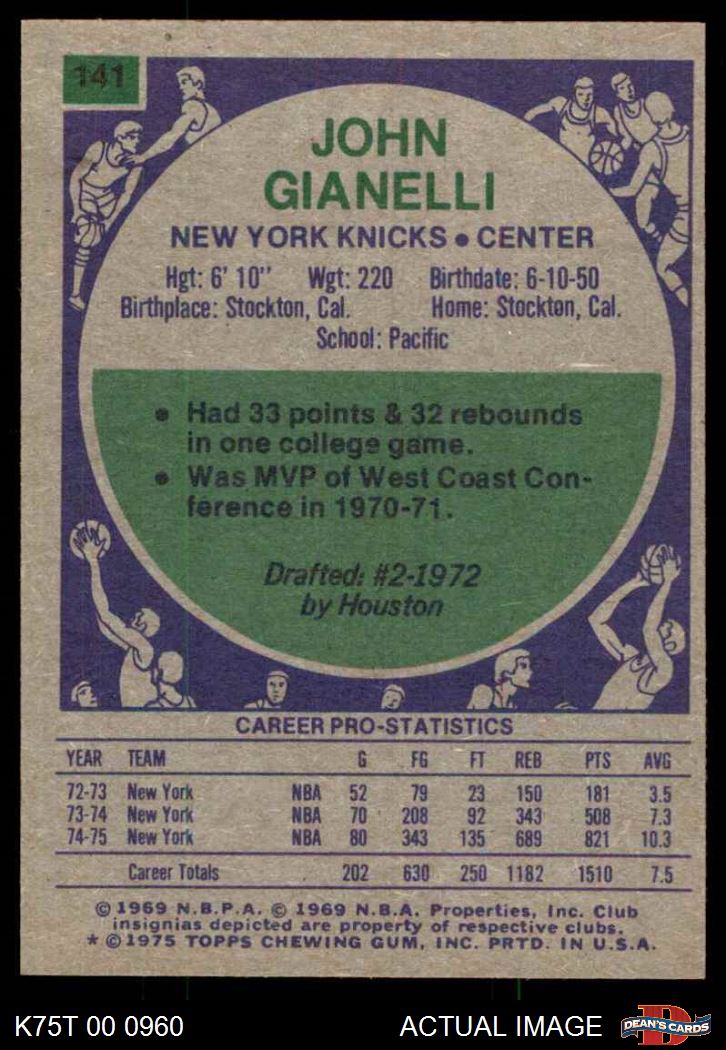 141
JOHN
GIANELLI
NEW YORK KNICKS • CENTER
Hgt: 6' 10" Wgt: 220 Birthdate: 6-10-50
Birthplace: Stockton, Cal. Home: Stockton, Cal.
School: Pacific
• Had 33 points & 32 rebounds
in one college game.
• Was MVP of West Coast Con-
ference in 1970-71.
Drafted: #2-1972
by Houston
CAREER PRO-STATISTICS
YEAR TEAM G FG FT REB PTS AVG
72-73 New York NBA 52 79 23 150 181 3.5
73-74 New York NBA 70 208 92 343 508 7.3
74-75 New York NBA 80 343 135 689 821 10.3
Career Totals 202 630 250 1182 1510 7.5
© 1969 N.B.P.A. © 1969 N.B.A. Properties, Inc. Club
insignias depicted are property of respective clubs.
* © 1975 TOPPS CHEWING GUM, INC. PRTD. IN U.S.A.
K75T 00 0960 ACTUAL IMAGE D DEAN'S CARDS